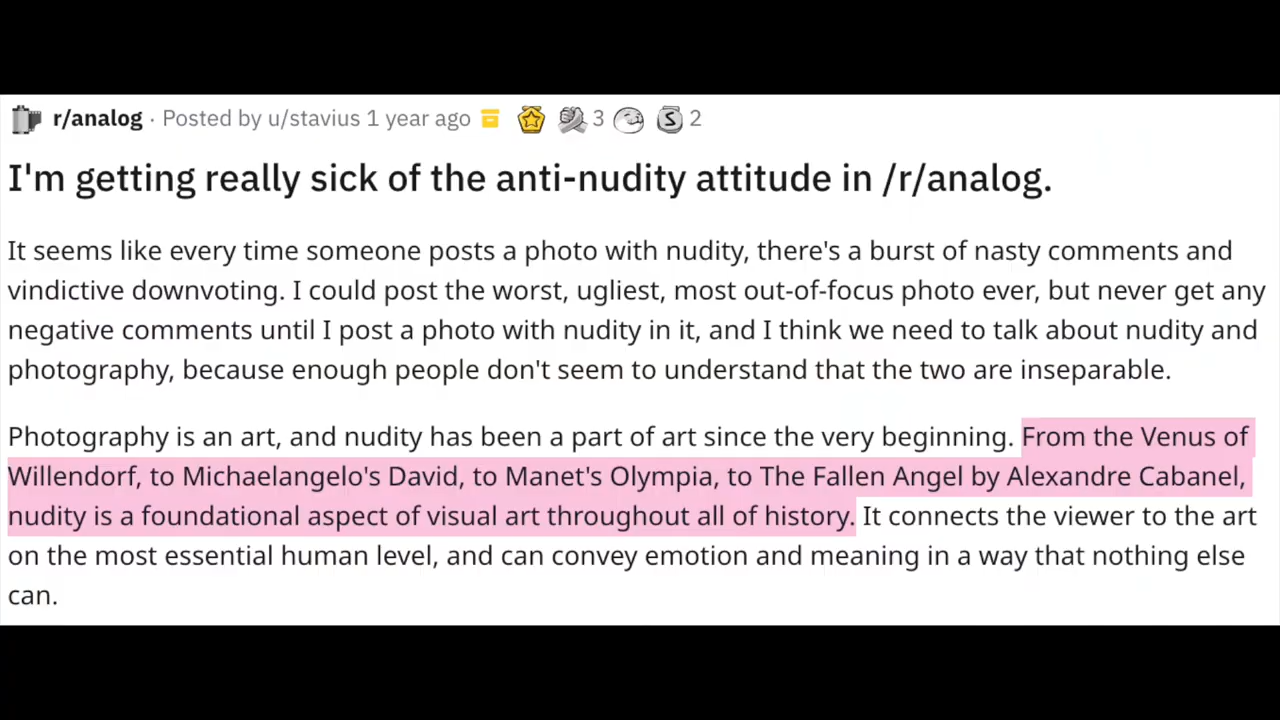 r/analog · Posted by u/stavius 1 year ago 3 S 2
I'm getting really sick of the anti-nudity attitude in /r/analog.
It seems like every time someone posts a photo with nudity, there's a burst of nasty comments and
vindictive downvoting. I could post the worst, ugliest, most out-of-focus photo ever, but never get any
negative comments until I post a photo with nudity in it, and I think we need to talk about nudity and
photography, because enough people don't seem to understand that the two are inseparable.
Photography is an art, and nudity has been a part of art since the very beginning. From the Venus of
Willendorf, to Michaelangelo's David, to Manet's Olympia, to The Fallen Angel by Alexandre Cabanel,
nudity is a foundational aspect of visual art throughout all of history. It connects the viewer to the art
on the most essential human level, and can convey emotion and meaning in a way that nothing else
can.